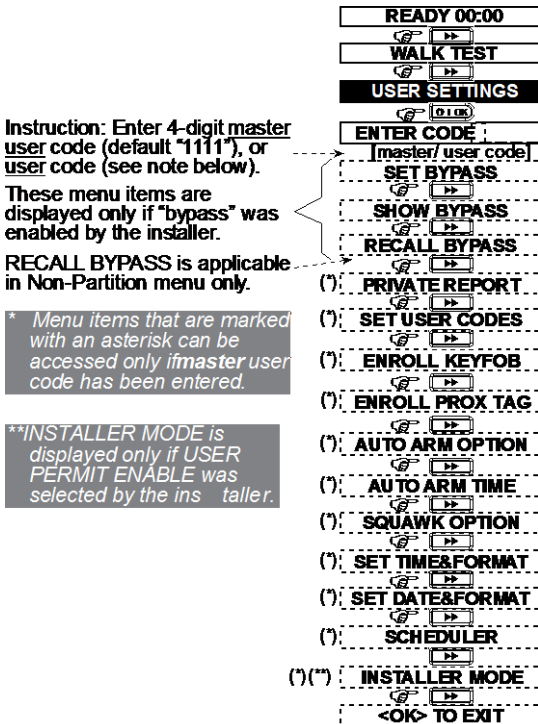 READY 00:00
WALK TEST
USER SETTINGS
ENTER CODE
[master/ user code]
SET BYPASS
SHOW BYPASS
RECALL BYPASS
(*) PRIVATE REPORT
(*) SET USER CODES
(*) ENROLL KEYFOB
(*) ENROLL PROX TAG
(*) AUTO ARM OPTION
(*) AUTO ARM TIME
(*) SQUAWK OPTION
(*) SET TIME&FORMAT
(*) SET DATE&FORMAT
(*) SCHEDULER
(*)(**) INSTALLER MODE
<OK> TO EXIT
Instruction: Enter 4-digit master
user code (default "1111"), or
user code (see note below).
These menu items are
displayed only if "bypass" was
enabled by the installer.
RECALL BYPASS is applicable
in Non-Partition menu only.
* Menu items that are marked
with an asterisk can be
accessed only ifmaster user
code has been entered.
**INSTALLER MODE is
displayed only if USER
PERMIT ENABLE was
selected by the ins taller.